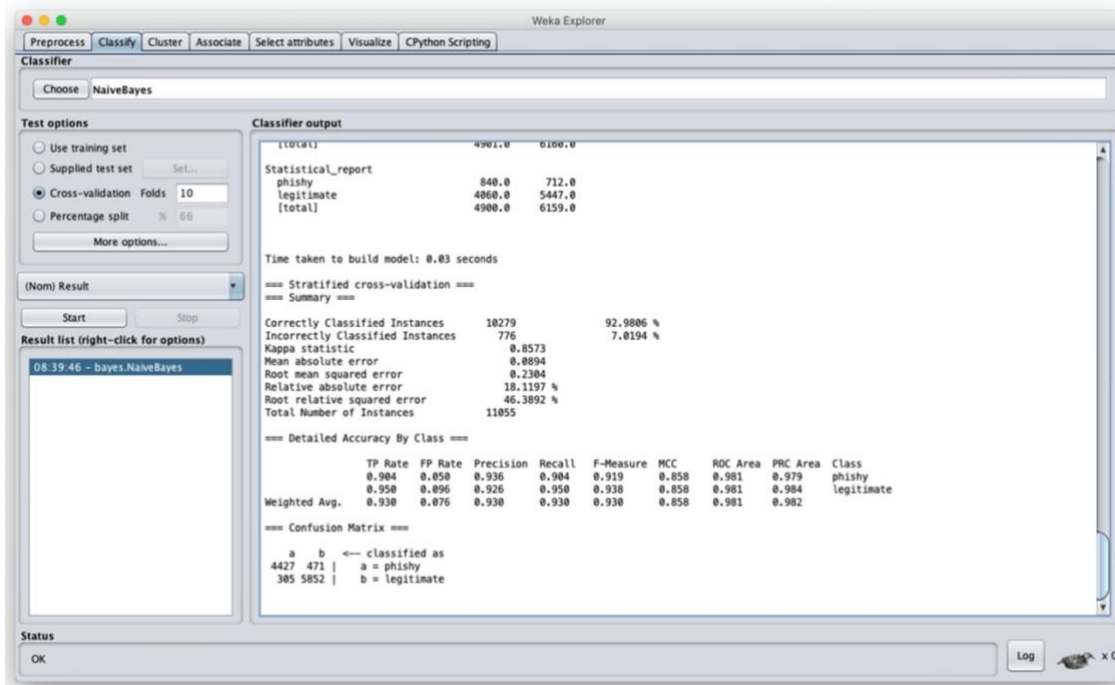 Weka Explorer
Preprocess Classify Cluster Associate Select attributes Visualize CPython Scripting
Classifier
Choose NaiveBayes
Test options
Use training set
Supplied test set Set...
Cross-validation Folds 10
Percentage split % 66
More options...
(Nom) Result
Start Stop
Result list (right-click for options)
08:39:46 - bayes.NaiveBayes
Classifier output
[total] 4901.0 6160.0
Statistical_report
phishy 840.0 712.0
legitimate 4060.0 5447.0
[total] 4900.0 6159.0
Time taken to build model: 0.03 seconds
=== Stratified cross-validation ===
=== Summary ===
Correctly Classified Instances 10279 92.9806 %
Incorrectly Classified Instances 776 7.0194 %
Kappa statistic 0.8573
Mean absolute error 0.0894
Root mean squared error 0.2304
Relative absolute error 18.1197 %
Root relative squared error 46.3892 %
Total Number of Instances 11055
=== Detailed Accuracy By Class ===
TP Rate FP Rate Precision Recall F-Measure MCC ROC Area PRC Area Class
0.904 0.050 0.936 0.904 0.919 0.858 0.981 0.979 phishy
0.950 0.096 0.926 0.950 0.938 0.858 0.981 0.984 legitimate
Weighted Avg. 0.930 0.076 0.930 0.930 0.930 0.858 0.981 0.982
=== Confusion Matrix ===
a b <-- classified as
4427 471 | a = phishy
305 5852 | b = legitimate
Status
OK
Log
x 0